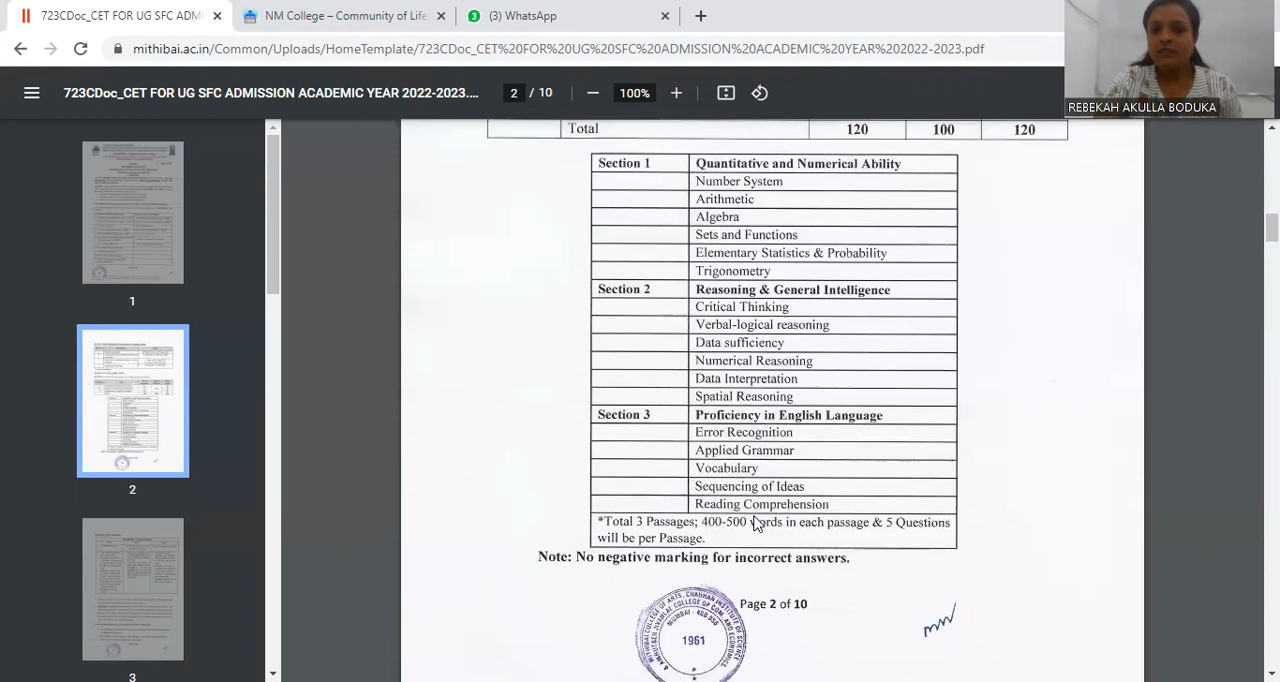 723CDoc_CET FOR UG SFC ADMI
NM College – Community of Life
(3) WhatsApp
mithibai.ac.in/Common/Uploads/HomeTemplate/723CDoc_CET%20FOR%20UG%20SFC%20ADMISSION%20ACADEMIC%20YEAR%202022-2023.pdf
REBEKAH AKULLA BODUKA
723CDoc_CET FOR UG SFC ADMISSION ACADEMIC YEAR 2022-2023....
2 / 10
100%
1
2
3
Total 120 100 120
Section 1 Quantitative and Numerical Ability
Number System
Arithmetic
Algebra
Sets and Functions
Elementary Statistics & Probability
Trigonometry
Section 2 Reasoning & General Intelligence
Critical Thinking
Verbal-logical reasoning
Data sufficiency
Numerical Reasoning
Data Interpretation
Spatial Reasoning
Section 3 Proficiency in English Language
Error Recognition
Applied Grammar
Vocabulary
Sequencing of Ideas
Reading Comprehension
*Total 3 Passages; 400-500 words in each passage & 5 Questions
will be per Passage.
Note: No negative marking for incorrect answers.
Page 2 of 10
1961